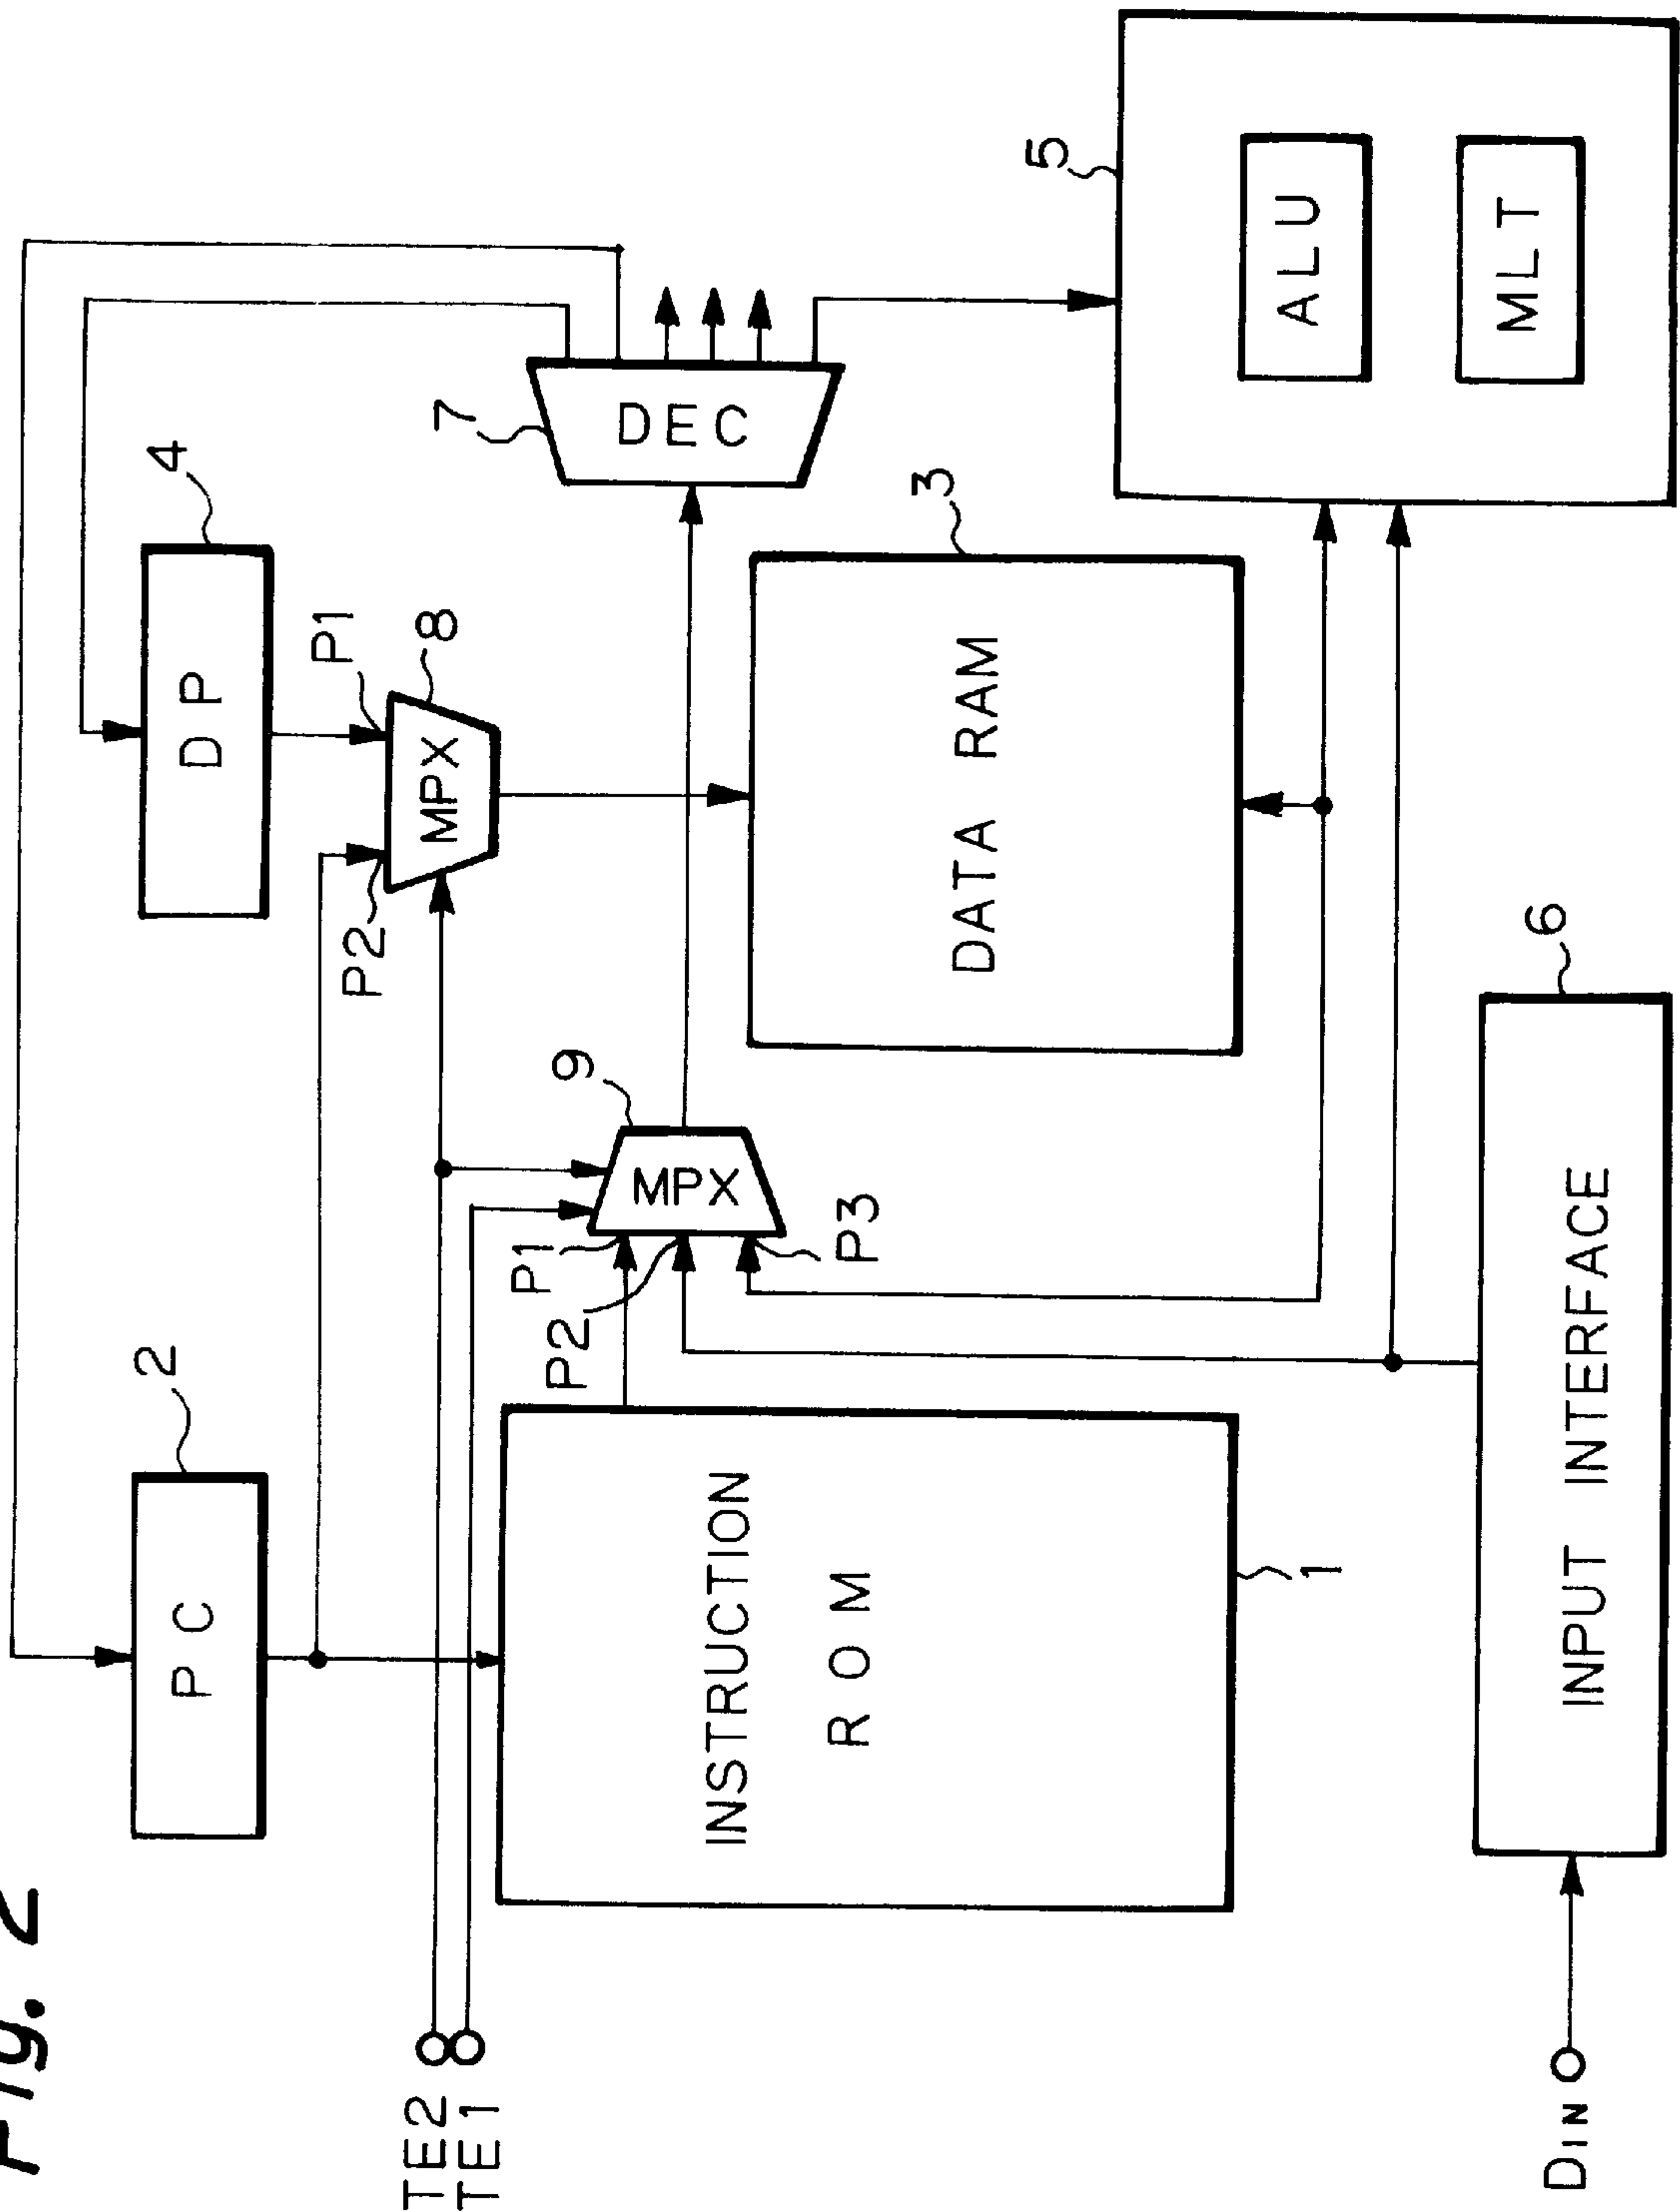 Fig. 2
PC
2
DP
4
P2
P1
MPX
8
TE2
TE1
P1
P2
P3
MPX
9
DEC
7
INSTRUCTION
ROM
1
DATA RAM
3
5
ALU
MLT
INPUT INTERFACE
6
DIN